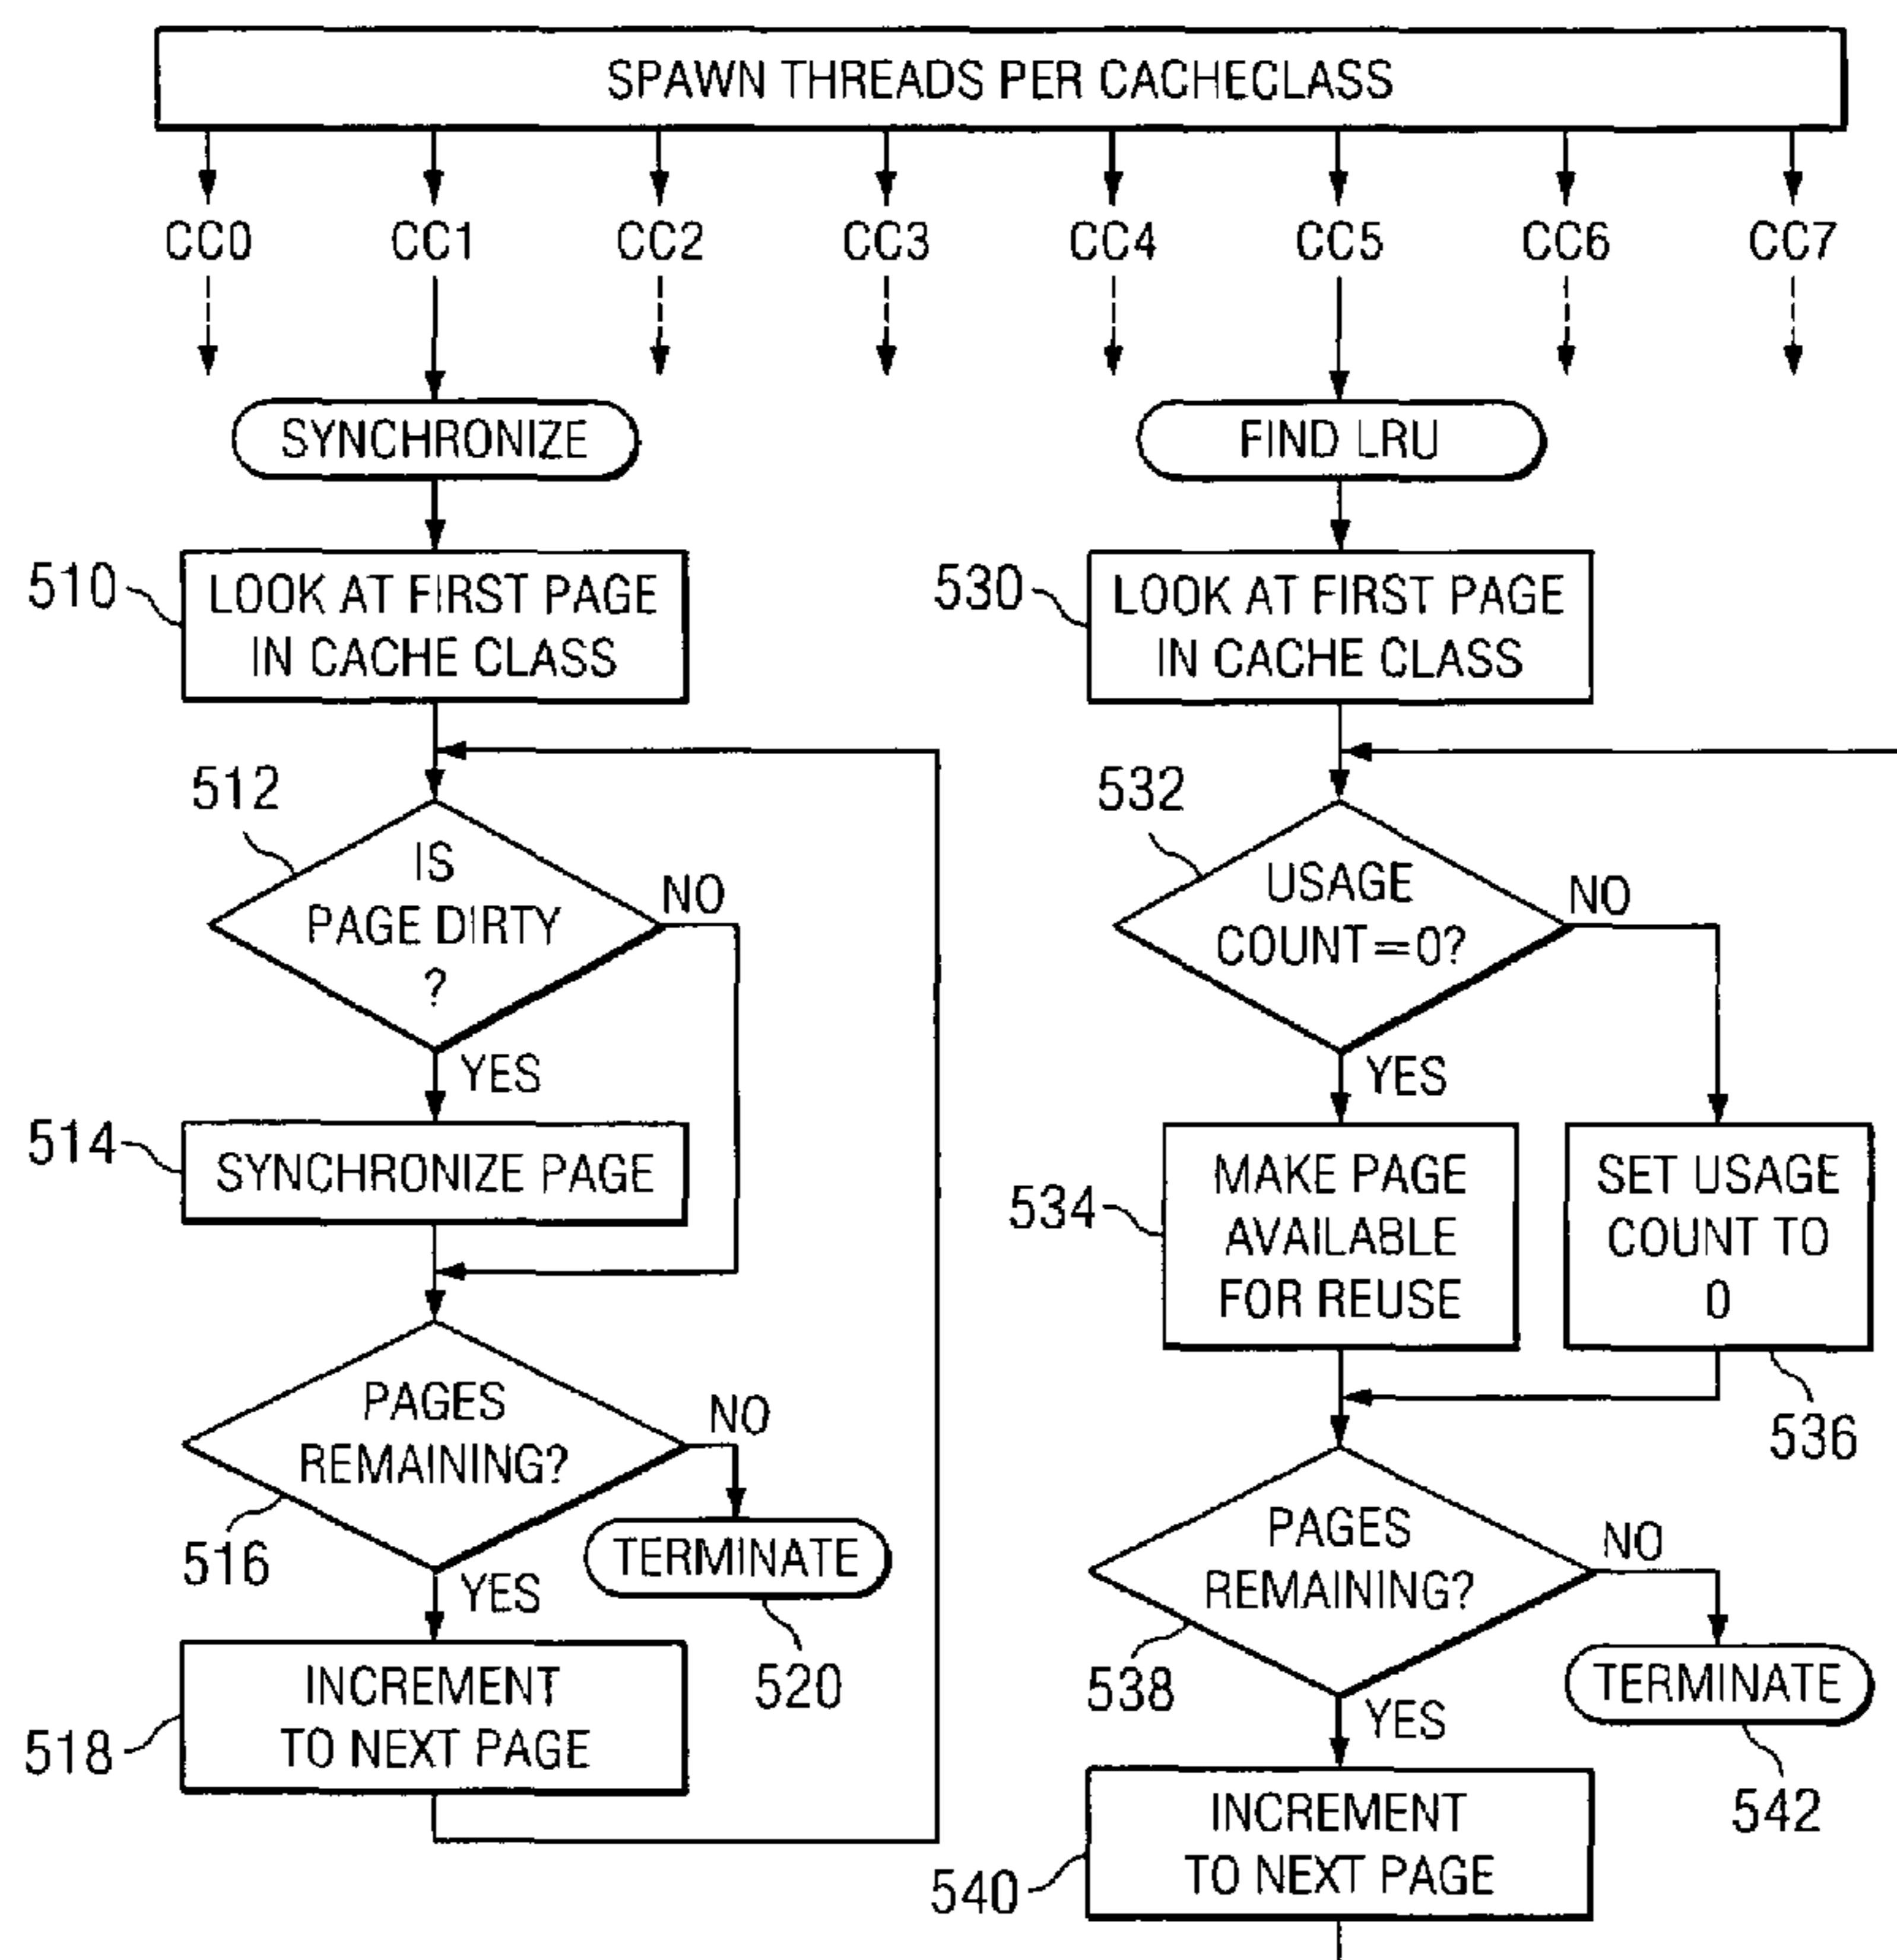 SPAWN THREADS PER CACHECLASS
CC0 CC1 CC2 CC3 CC4 CC5 CC6 CC7
SYNCHRONIZE
510
LOOK AT FIRST PAGE
IN CACHE CLASS
512
IS
PAGE DIRTY
?
NO
YES
514
SYNCHRONIZE PAGE
PAGES
REMAINING?
NO
516
YES
TERMINATE
520
INCREMENT
TO NEXT PAGE
518
FIND LRU
530
LOOK AT FIRST PAGE
IN CACHE CLASS
532
USAGE
COUNT=0?
NO
YES
534
MAKE PAGE
AVAILABLE
FOR REUSE
SET USAGE
COUNT TO
0
536
PAGES
REMAINING?
NO
538
YES
TERMINATE
542
INCREMENT
TO NEXT PAGE
540